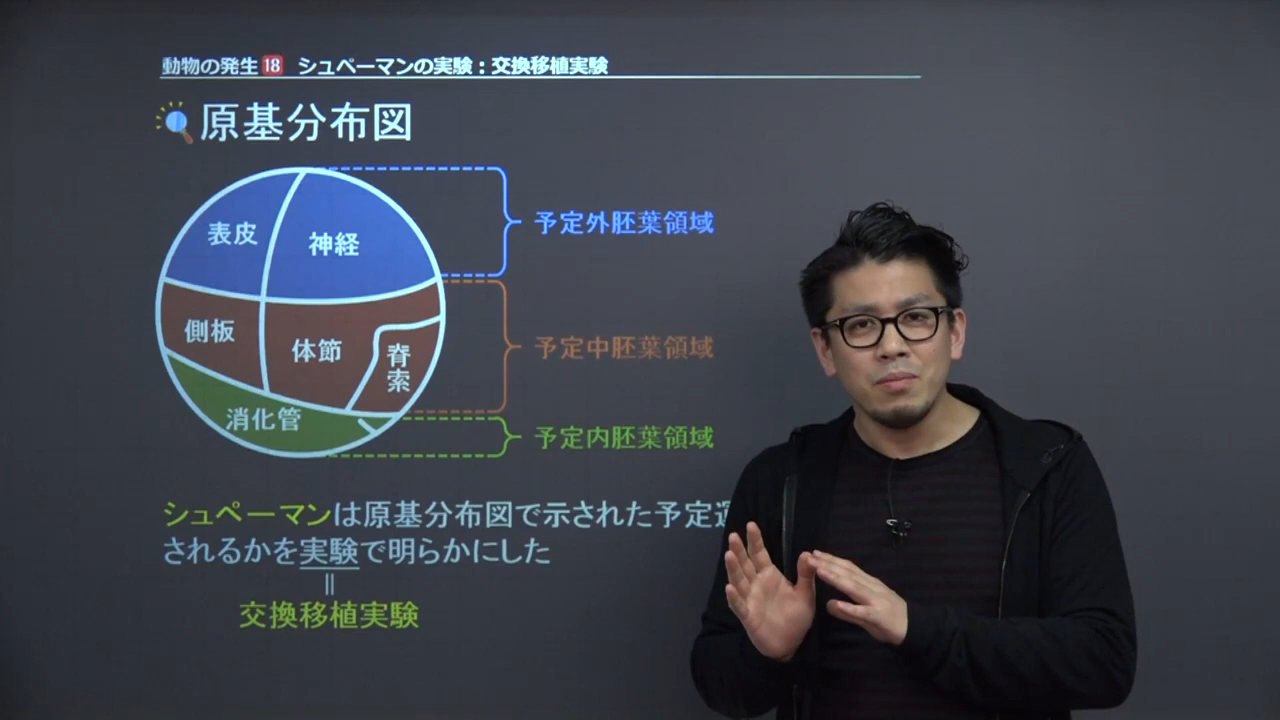 動物の発生18 シュペーマンの実験：交換移植実験
原基分布図
表皮
神経
予定外胚葉領域
側板
体節
脊索
予定中胚葉領域
消化管
予定内胚葉領域
シュペーマンは原基分布図で示された予定運
されるかを実験で明らかにした
||
交換移植実験